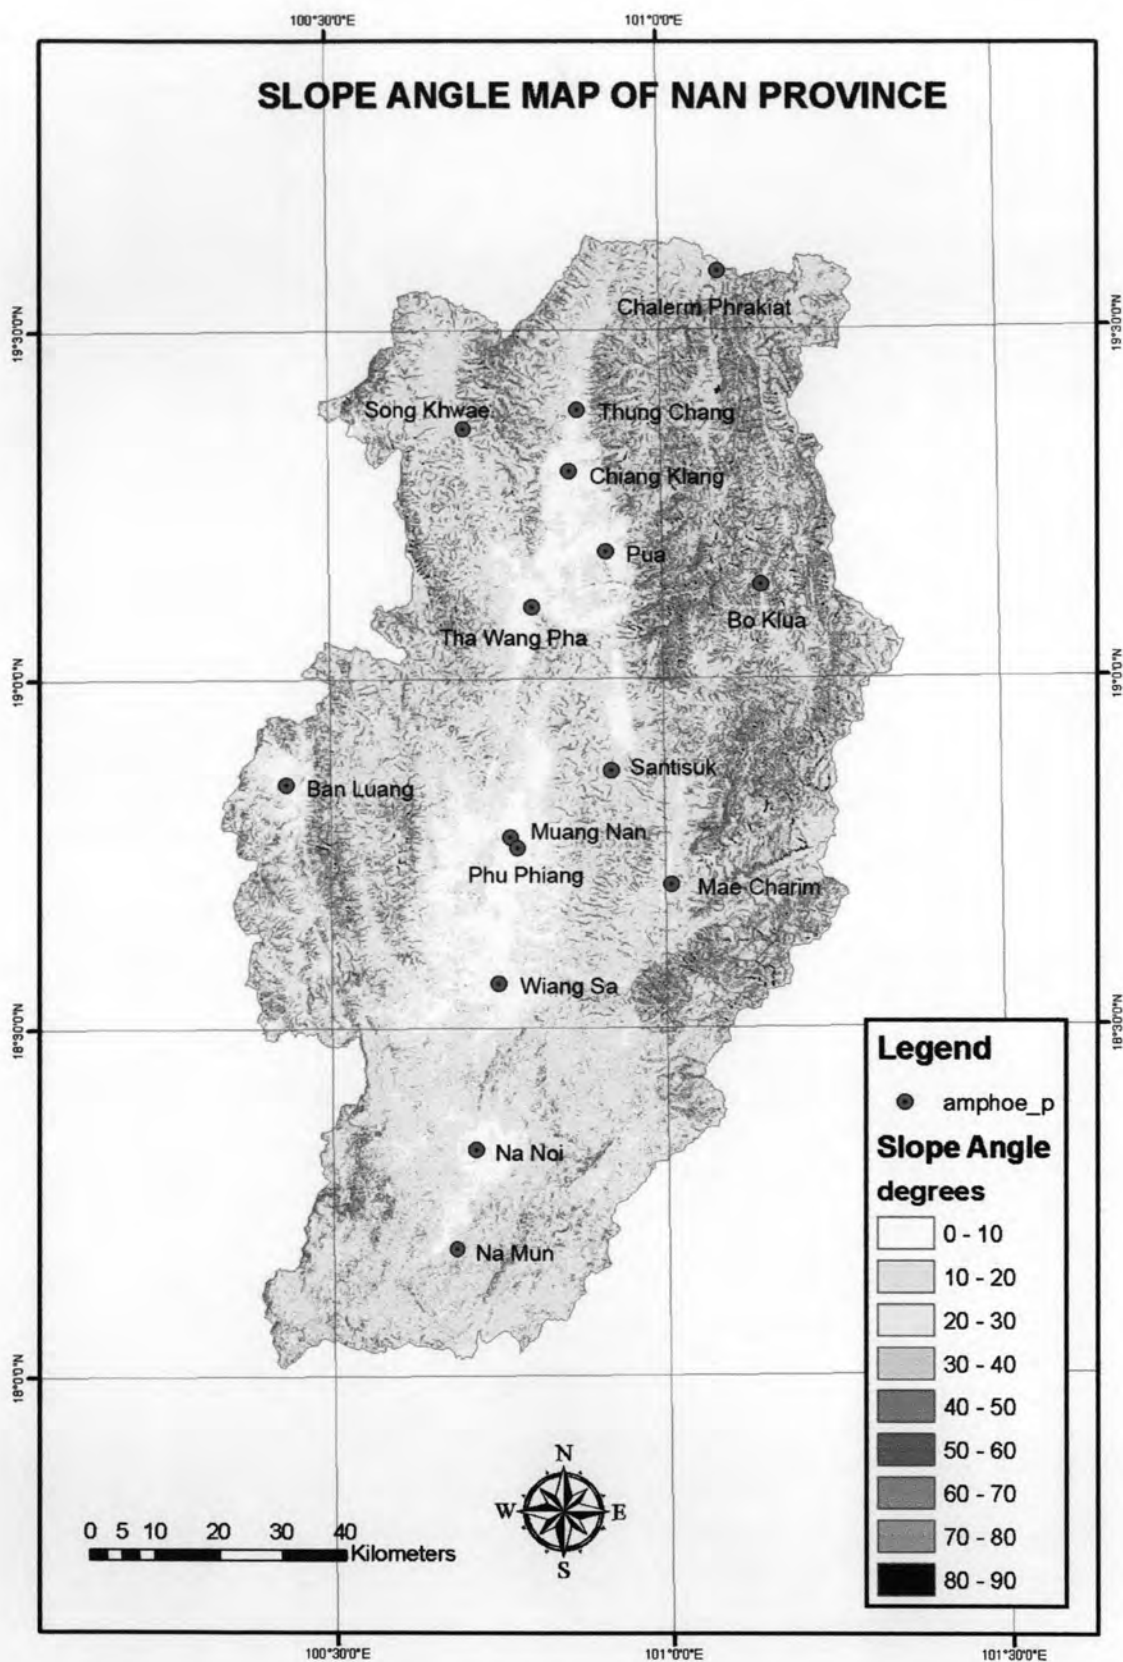 100°30'0"E
101°0'0"E
SLOPE ANGLE MAP OF NAN PROVINCE
Chalerm Phrakiat
19°30'0"N
19°30'0"N
Song Khwae
Thung Chang
Chiang Klang
Pua
Bo Klua
Tha Wang Pha
19°0'0"N
19°0'0"N
Santisuk
Ban Luang
Muang Nan
Phu Phiang
Mae Charim
Wiang Sa
18°30'0"N
18°30'0"N
Na Noi
Na Mun
18°0'0"N
Legend
amphoe_p
Slope Angle
degrees
0 - 10
10 - 20
20 - 30
30 - 40
40 - 50
50 - 60
60 - 70
70 - 80
80 - 90
N
W E
S
0 5 10 20 30 40
Kilometers
100°30'0"E
101°0'0"E
101°30'0"E